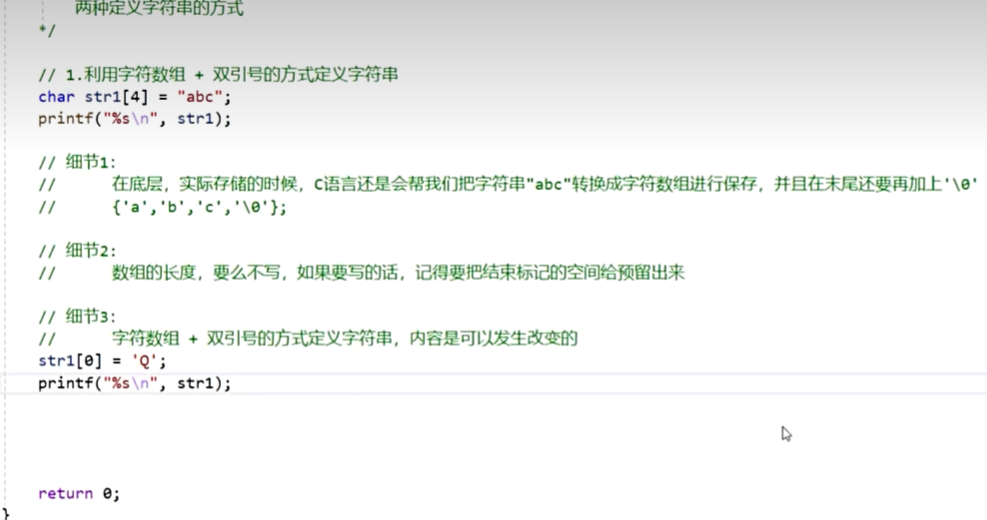 两种定义字符串的方式
*/
// 1.利用字符数组 + 双引号的方式定义字符串
char str1[4] = "abc";
printf("%s\n", str1);
// 细节1:
// 在底层，实际存储的时候，C语言还是会帮我们把字符串"abc"转换成字符数组进行保存，并且在末尾还要再加上'\0'
// {'a','b','c','\0'};
// 细节2:
// 数组的长度，要么不写，如果要写的话，记得要把结束标记的空间给预留出来
// 细节3:
// 字符数组 + 双引号的方式定义字符串，内容是可以发生改变的
str1[0] = 'Q';
printf("%s\n", str1);
return 0;
}